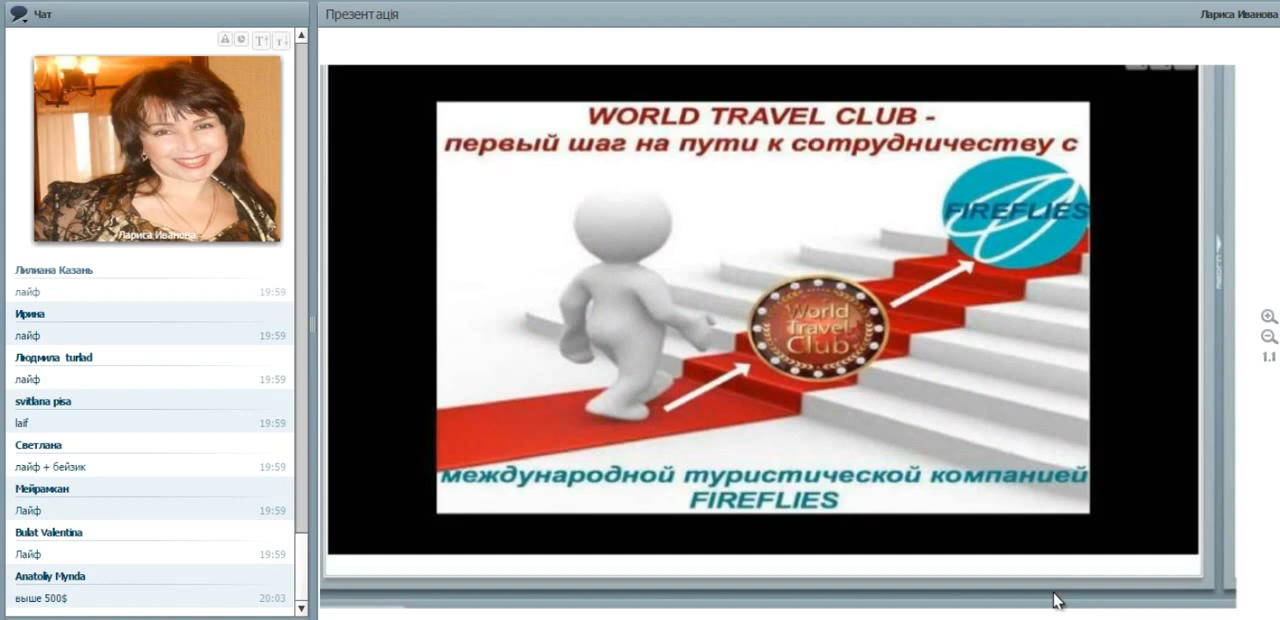 Чат
Лариса Иванова
Лилиана Казань
лайф 19:59
Ирина
лайф 19:59
Людмила turlad
лайф 19:59
svitlana pisa
laif 19:59
Светлана
лайф + бейзик 19:59
Мейрамкан
Лайф 19:59
Bulat Valentina
Лайф 19:59
Anatoliy Mynda
выше 500$ 20:03
Презентація
Лариса Иванова
WORLD TRAVEL CLUB -
первый шаг на пути к сотрудничеству с
FIREFLIES
World
Travel
Club
международной туристической компанией
FIREFLIES
1.1